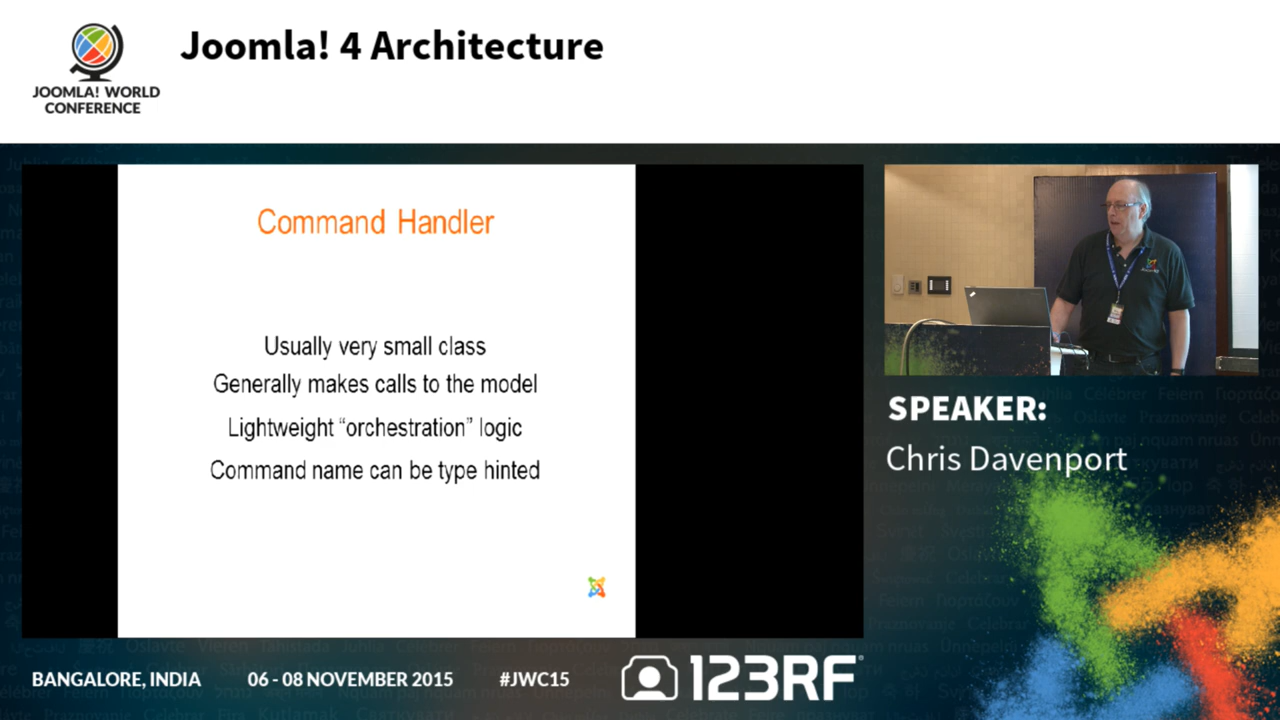 Joomla! 4 Architecture
JOOMLA! WORLD
CONFERENCE
Command Handler
Usually very small class
Generally makes calls to the model
Lightweight “orchestration” logic
Command name can be type hinted
SPEAKER:
Chris Davenport
BANGALORE, INDIA
06 - 08 NOVEMBER 2015
#JWC15
123RF